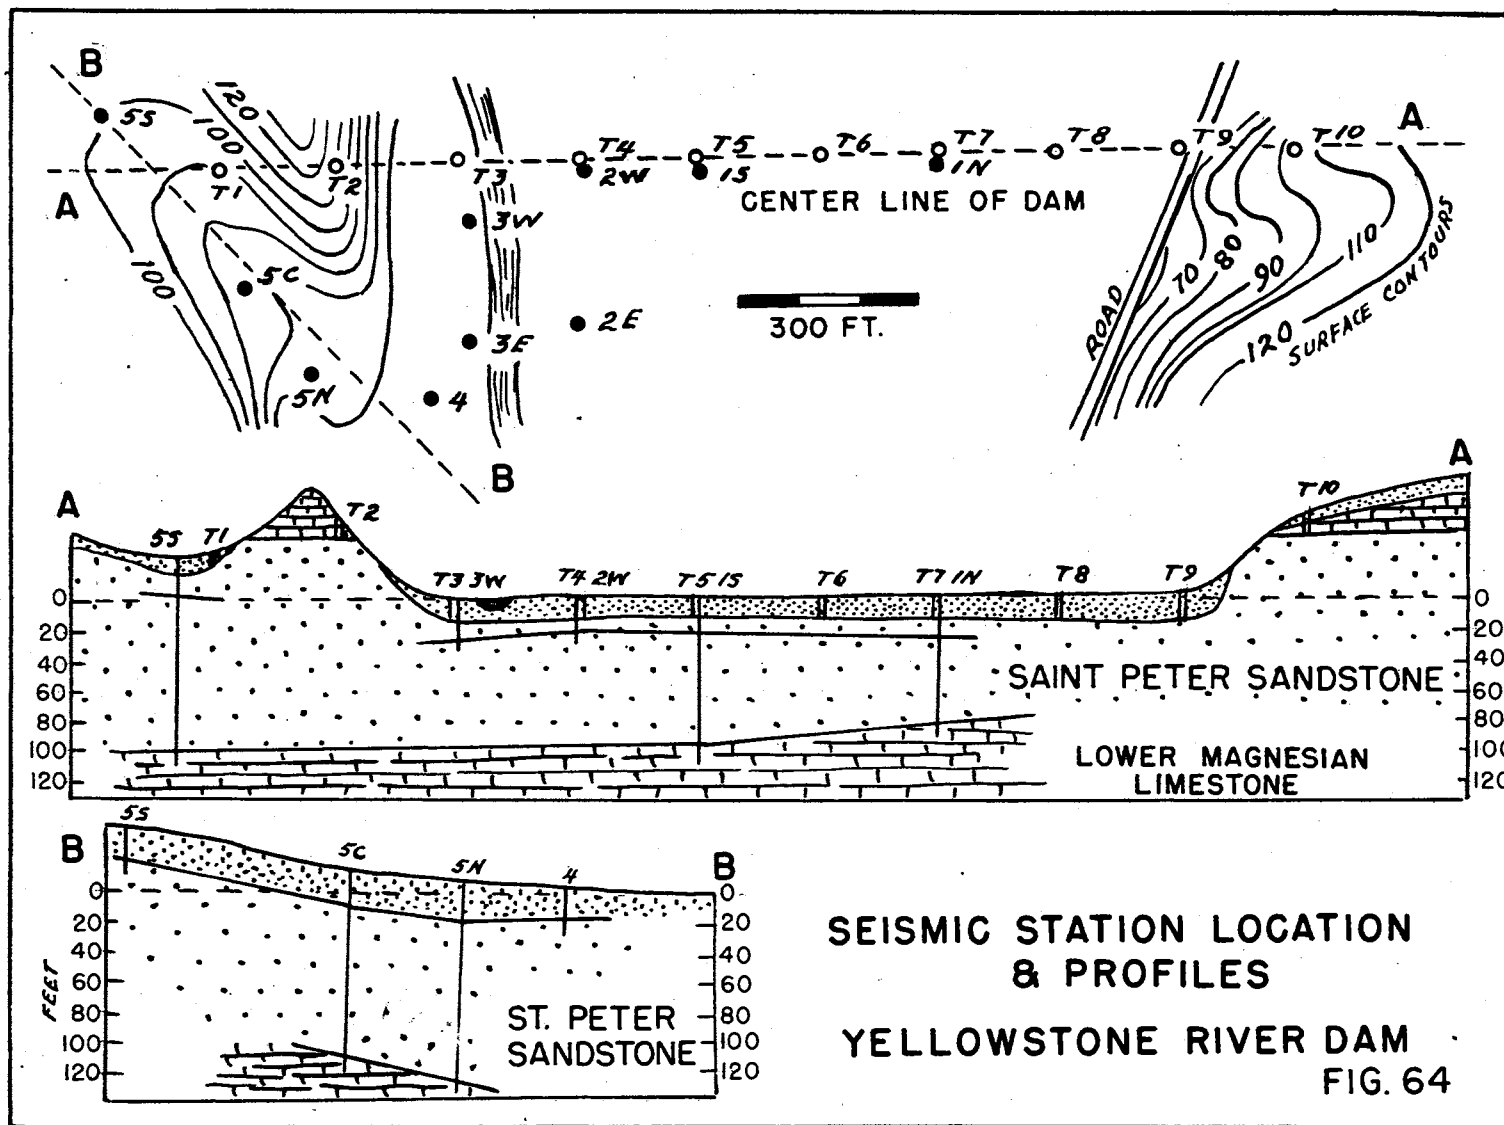 B
5S
120
100
A
T1
T2
T3
T4
2W
T5
1S
T6
T7
1N
T8
T9
T10
A
CENTER LINE OF DAM
3W
5C
100
2E
300 FT.
3E
ROAD
70
80
90
110
120
SURFACE CONTOURS
5N
4
B
A
5S
T1
T2
T10
A
T3 3W
T4 2W
T5 1S
T6
T7 1N
T8
T9
0
0
20
20
40
40
60
60
80
80
100
100
120
120
SAINT PETER SANDSTONE
LOWER MAGNESIAN
LIMESTONE
B
5S
5C
5N
4
B
0
0
20
20
40
40
60
60
80
80
100
100
120
120
FEET
ST. PETER
SANDSTONE
SEISMIC STATION LOCATION
& PROFILES
YELLOWSTONE RIVER DAM
FIG. 64